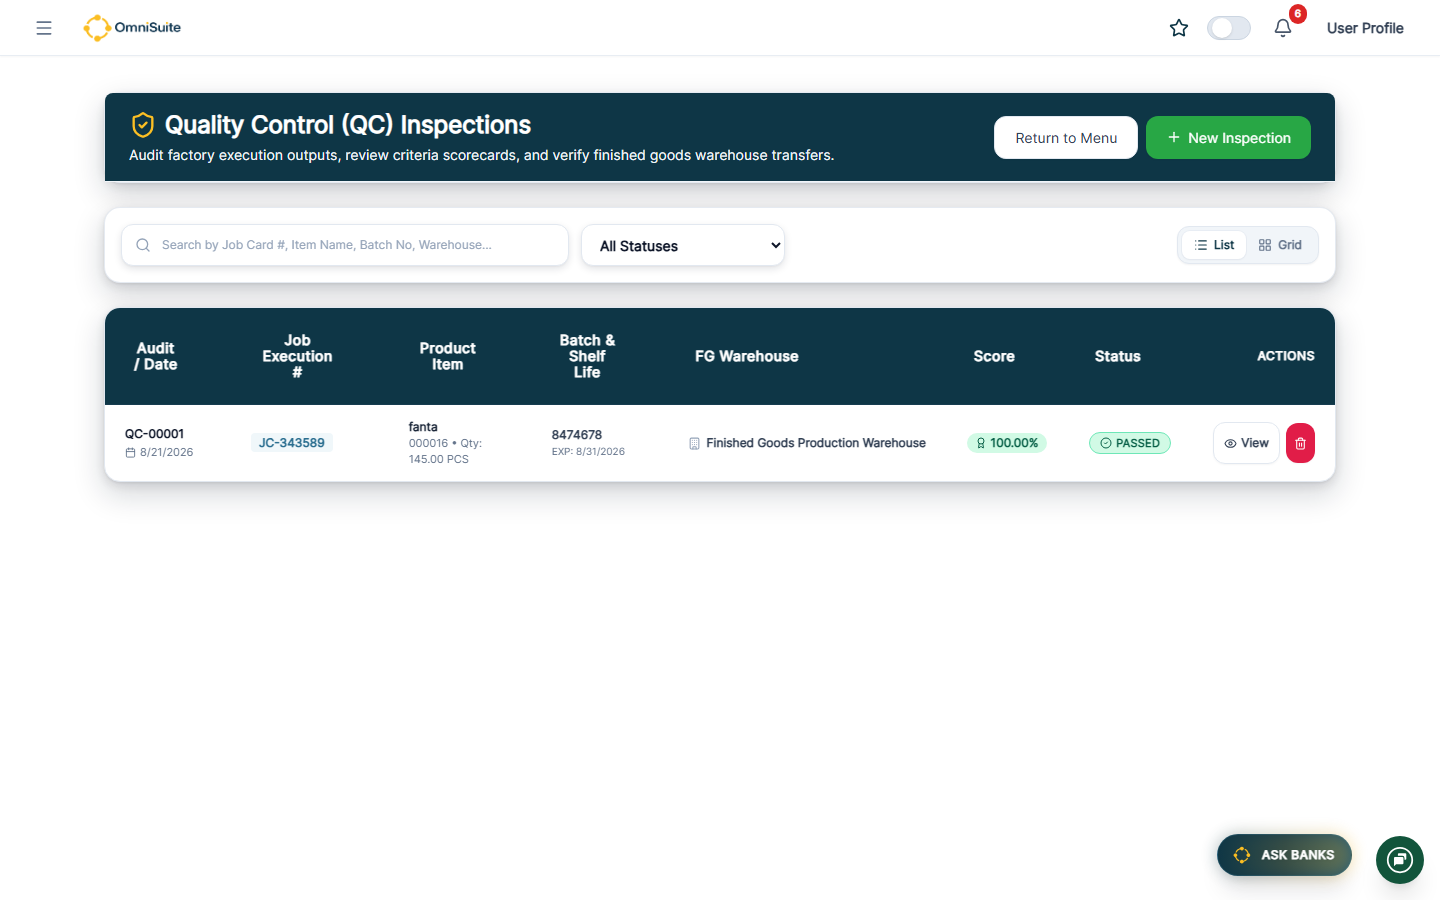 OmniSuite
6
User Profile
Quality Control (QC) Inspections
Audit factory execution outputs, review criteria scorecards, and verify finished goods warehouse transfers.
Return to Menu
+ New Inspection
Search by Job Card #, Item Name, Batch No, Warehouse...
All Statuses
List
Grid
Audit
/ Date
Job
Execution
#
Product
Item
Batch &
Shelf
Life
FG Warehouse
Score
Status
ACTIONS
QC-00001
8/21/2026
JC-343589
fanta
000016 • Qty:
145.00 PCS
8474678
EXP: 8/31/2026
Finished Goods Production Warehouse
100.00%
PASSED
View
ASK BANKS